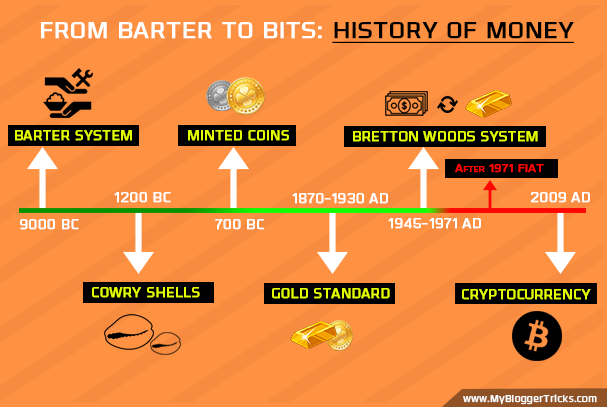 FROM BARTER TO BITS: HISTORY OF MONEY
BARTER SYSTEM
MINTED COINS
BRETTON WOODS SYSTEM
AFTER 1971 FIAT
1200 BC
1870-1930 AD
2009 AD
9000 BC
700 BC
1945-1971 AD
COWRY SHELLS
GOLD STANDARD
CRYPTOCURRENCY
www.MyBloggerTricks.com